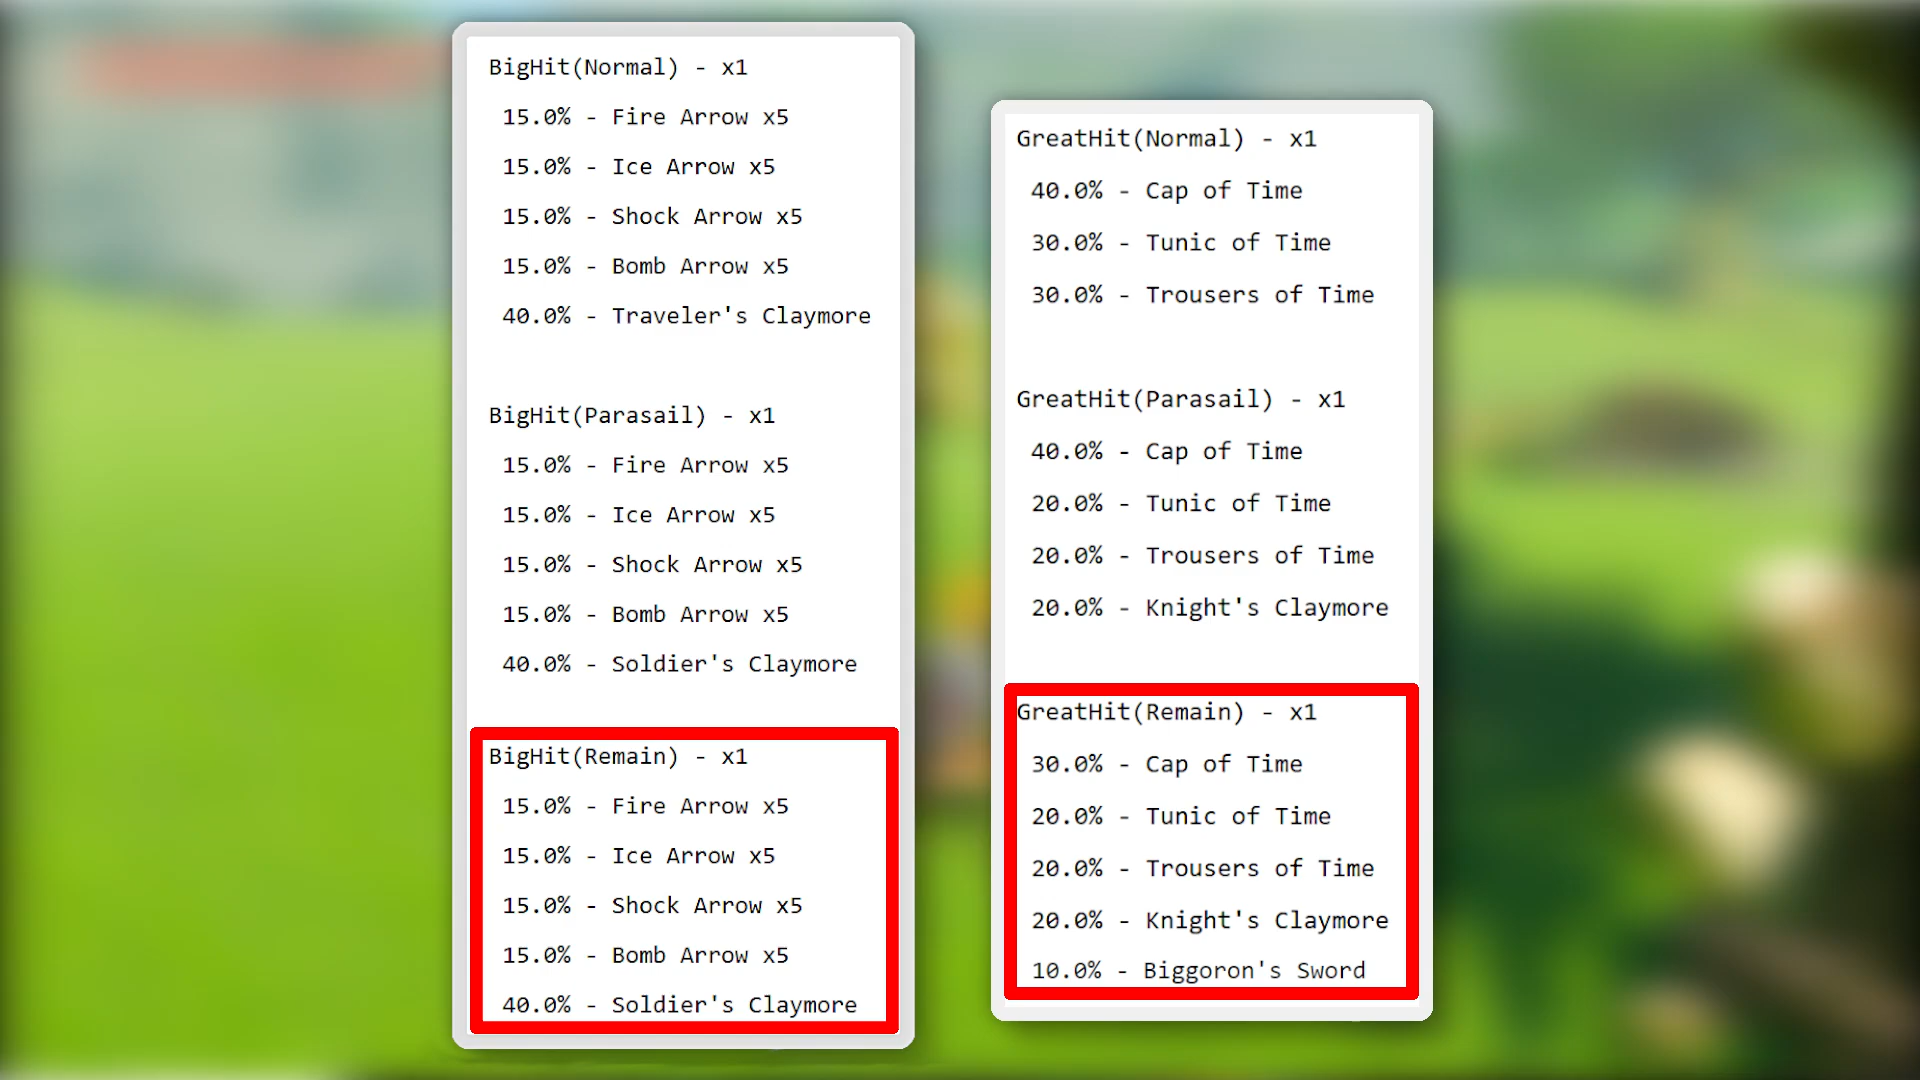 BigHit(Normal) - x1
15.0% - Fire Arrow x5
15.0% - Ice Arrow x5
15.0% - Shock Arrow x5
15.0% - Bomb Arrow x5
40.0% - Traveler's Claymore
BigHit(Parasail) - x1
15.0% - Fire Arrow x5
15.0% - Ice Arrow x5
15.0% - Shock Arrow x5
15.0% - Bomb Arrow x5
40.0% - Soldier's Claymore
BigHit(Remain) - x1
15.0% - Fire Arrow x5
15.0% - Ice Arrow x5
15.0% - Shock Arrow x5
15.0% - Bomb Arrow x5
40.0% - Soldier's Claymore
GreatHit(Normal) - x1
40.0% - Cap of Time
30.0% - Tunic of Time
30.0% - Trousers of Time
GreatHit(Parasail) - x1
40.0% - Cap of Time
20.0% - Tunic of Time
20.0% - Trousers of Time
20.0% - Knight's Claymore
GreatHit(Remain) - x1
30.0% - Cap of Time
20.0% - Tunic of Time
20.0% - Trousers of Time
20.0% - Knight's Claymore
10.0% - Biggoron's Sword